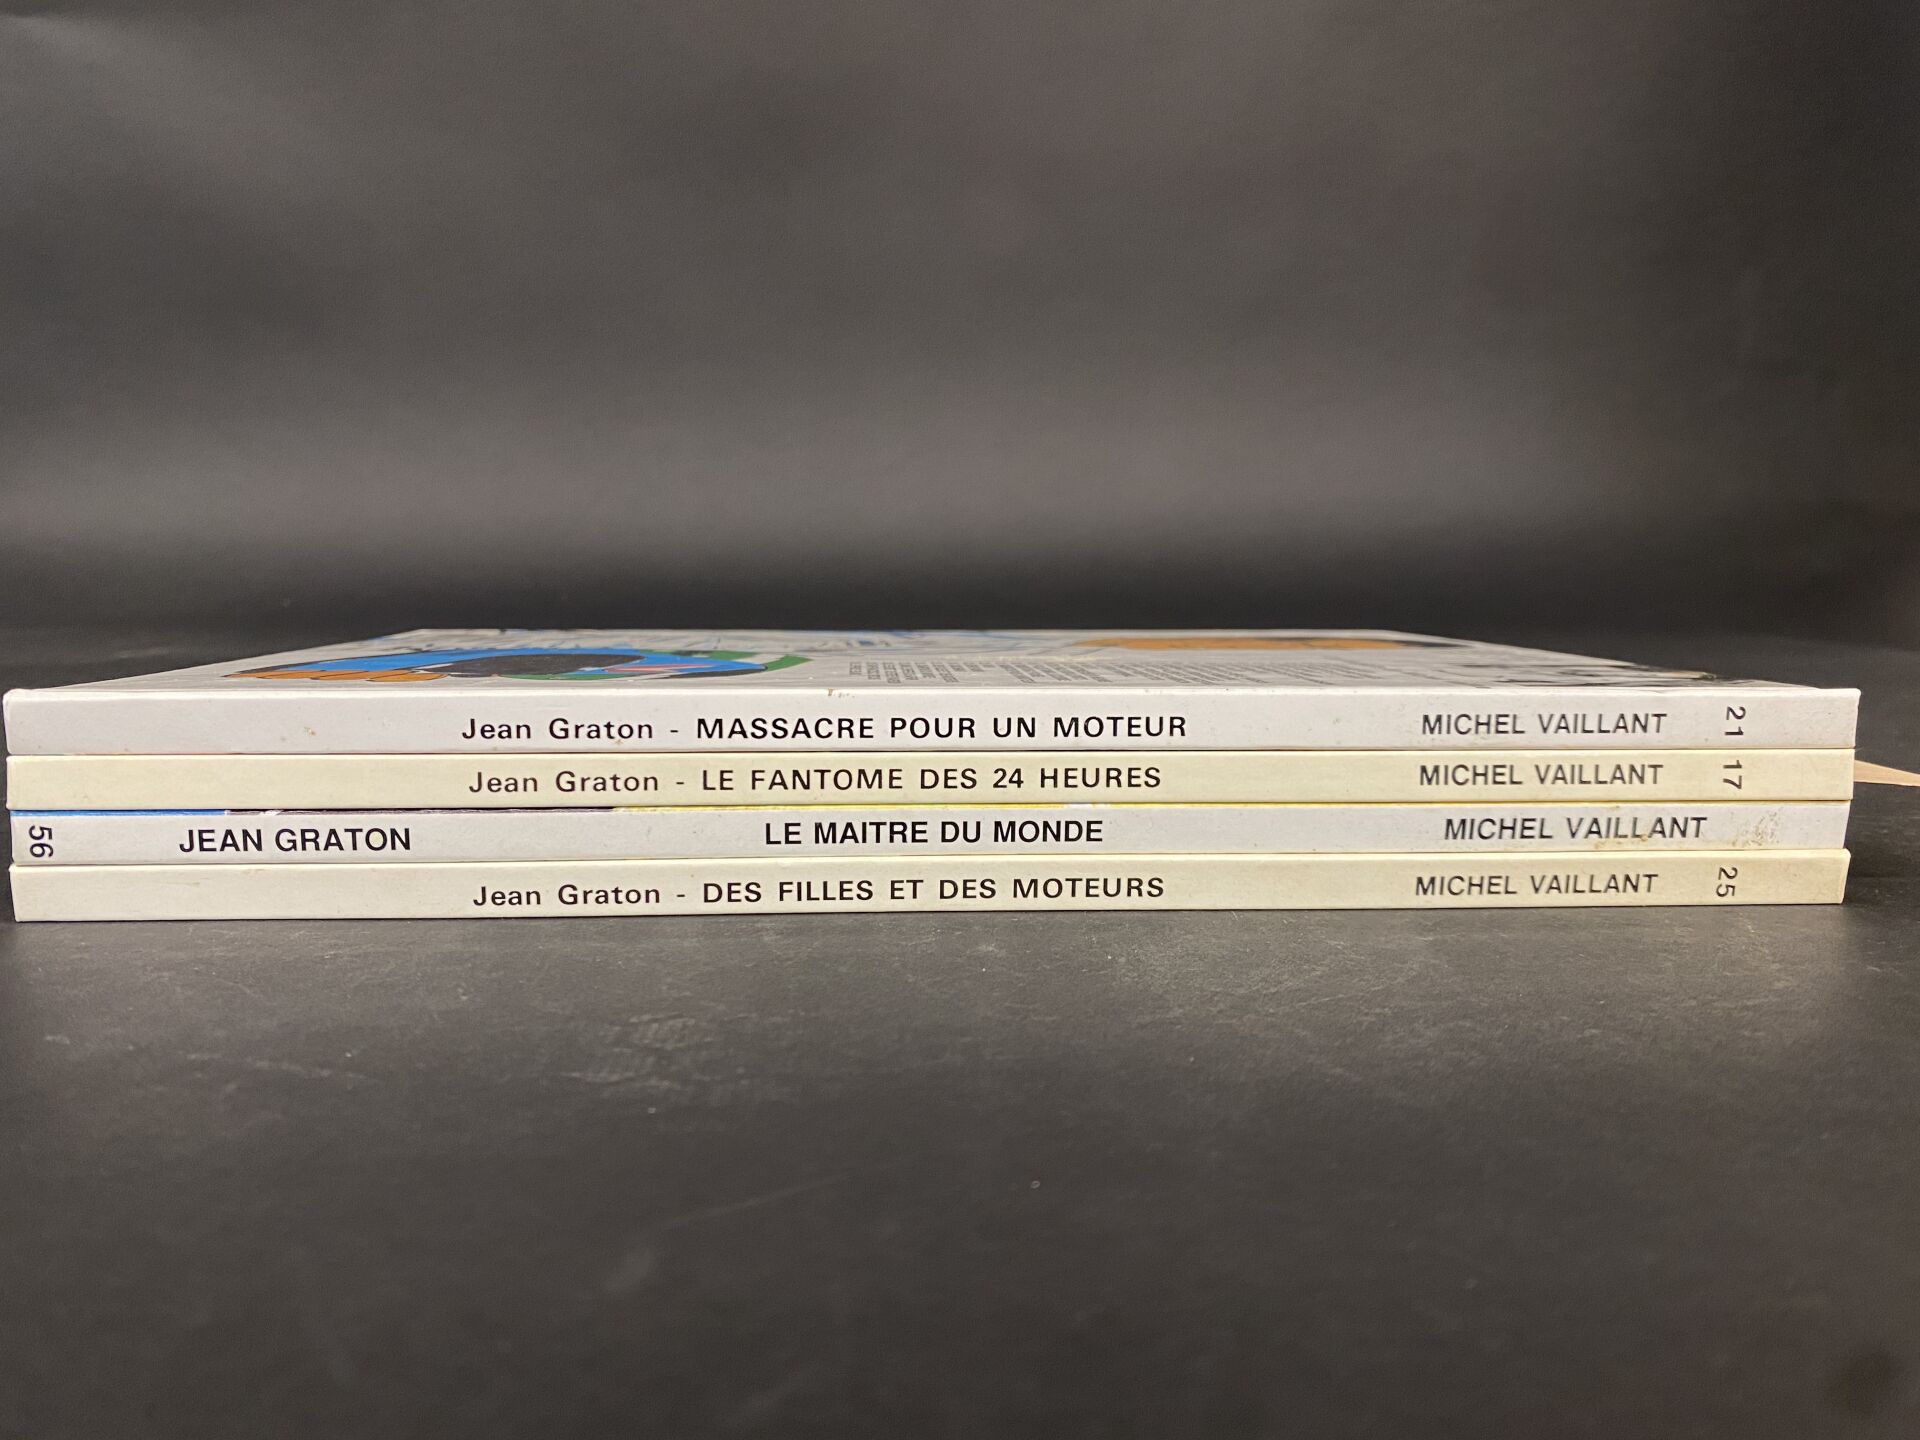 Jean Graton - MASSACRE POUR UN MOTEUR MICHEL VAILLANT 21
Jean Graton - LE FANTOME DES 24 HEURES MICHEL VAILLANT 17
56 JEAN GRATON LE MAITRE DU MONDE MICHEL VAILLANT
Jean Graton - DES FILLES ET DES MOTEURS MICHEL VAILLANT 25